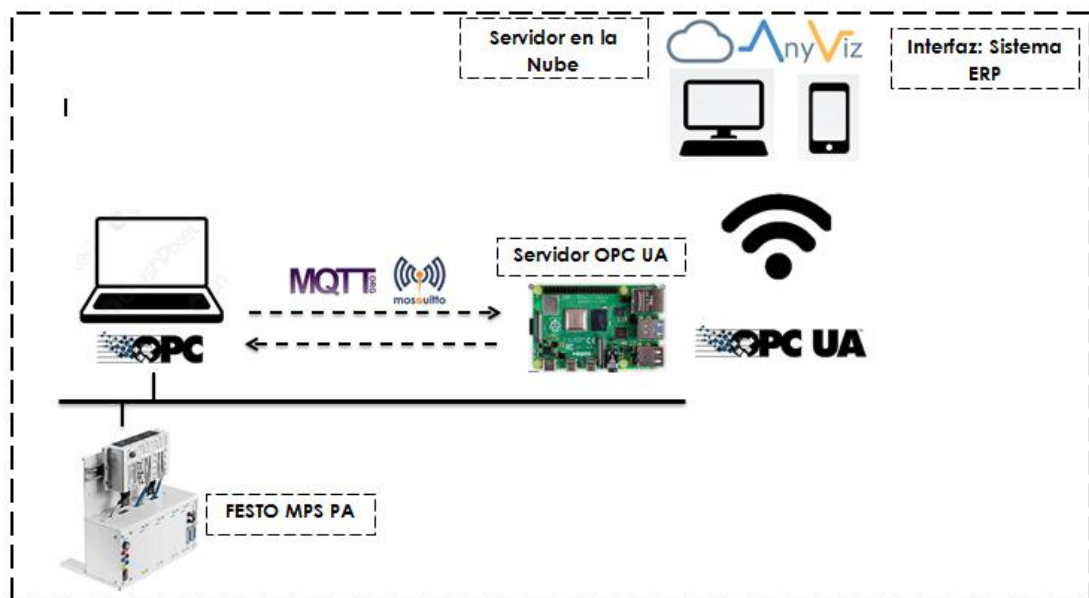 Servidor en la
Nube
AnyViz
Interfaz: Sistema
ERP
Servidor OPC UA
MQTT
.ORG
mosquitto
OPC
OPC UA
FESTO MPS PA